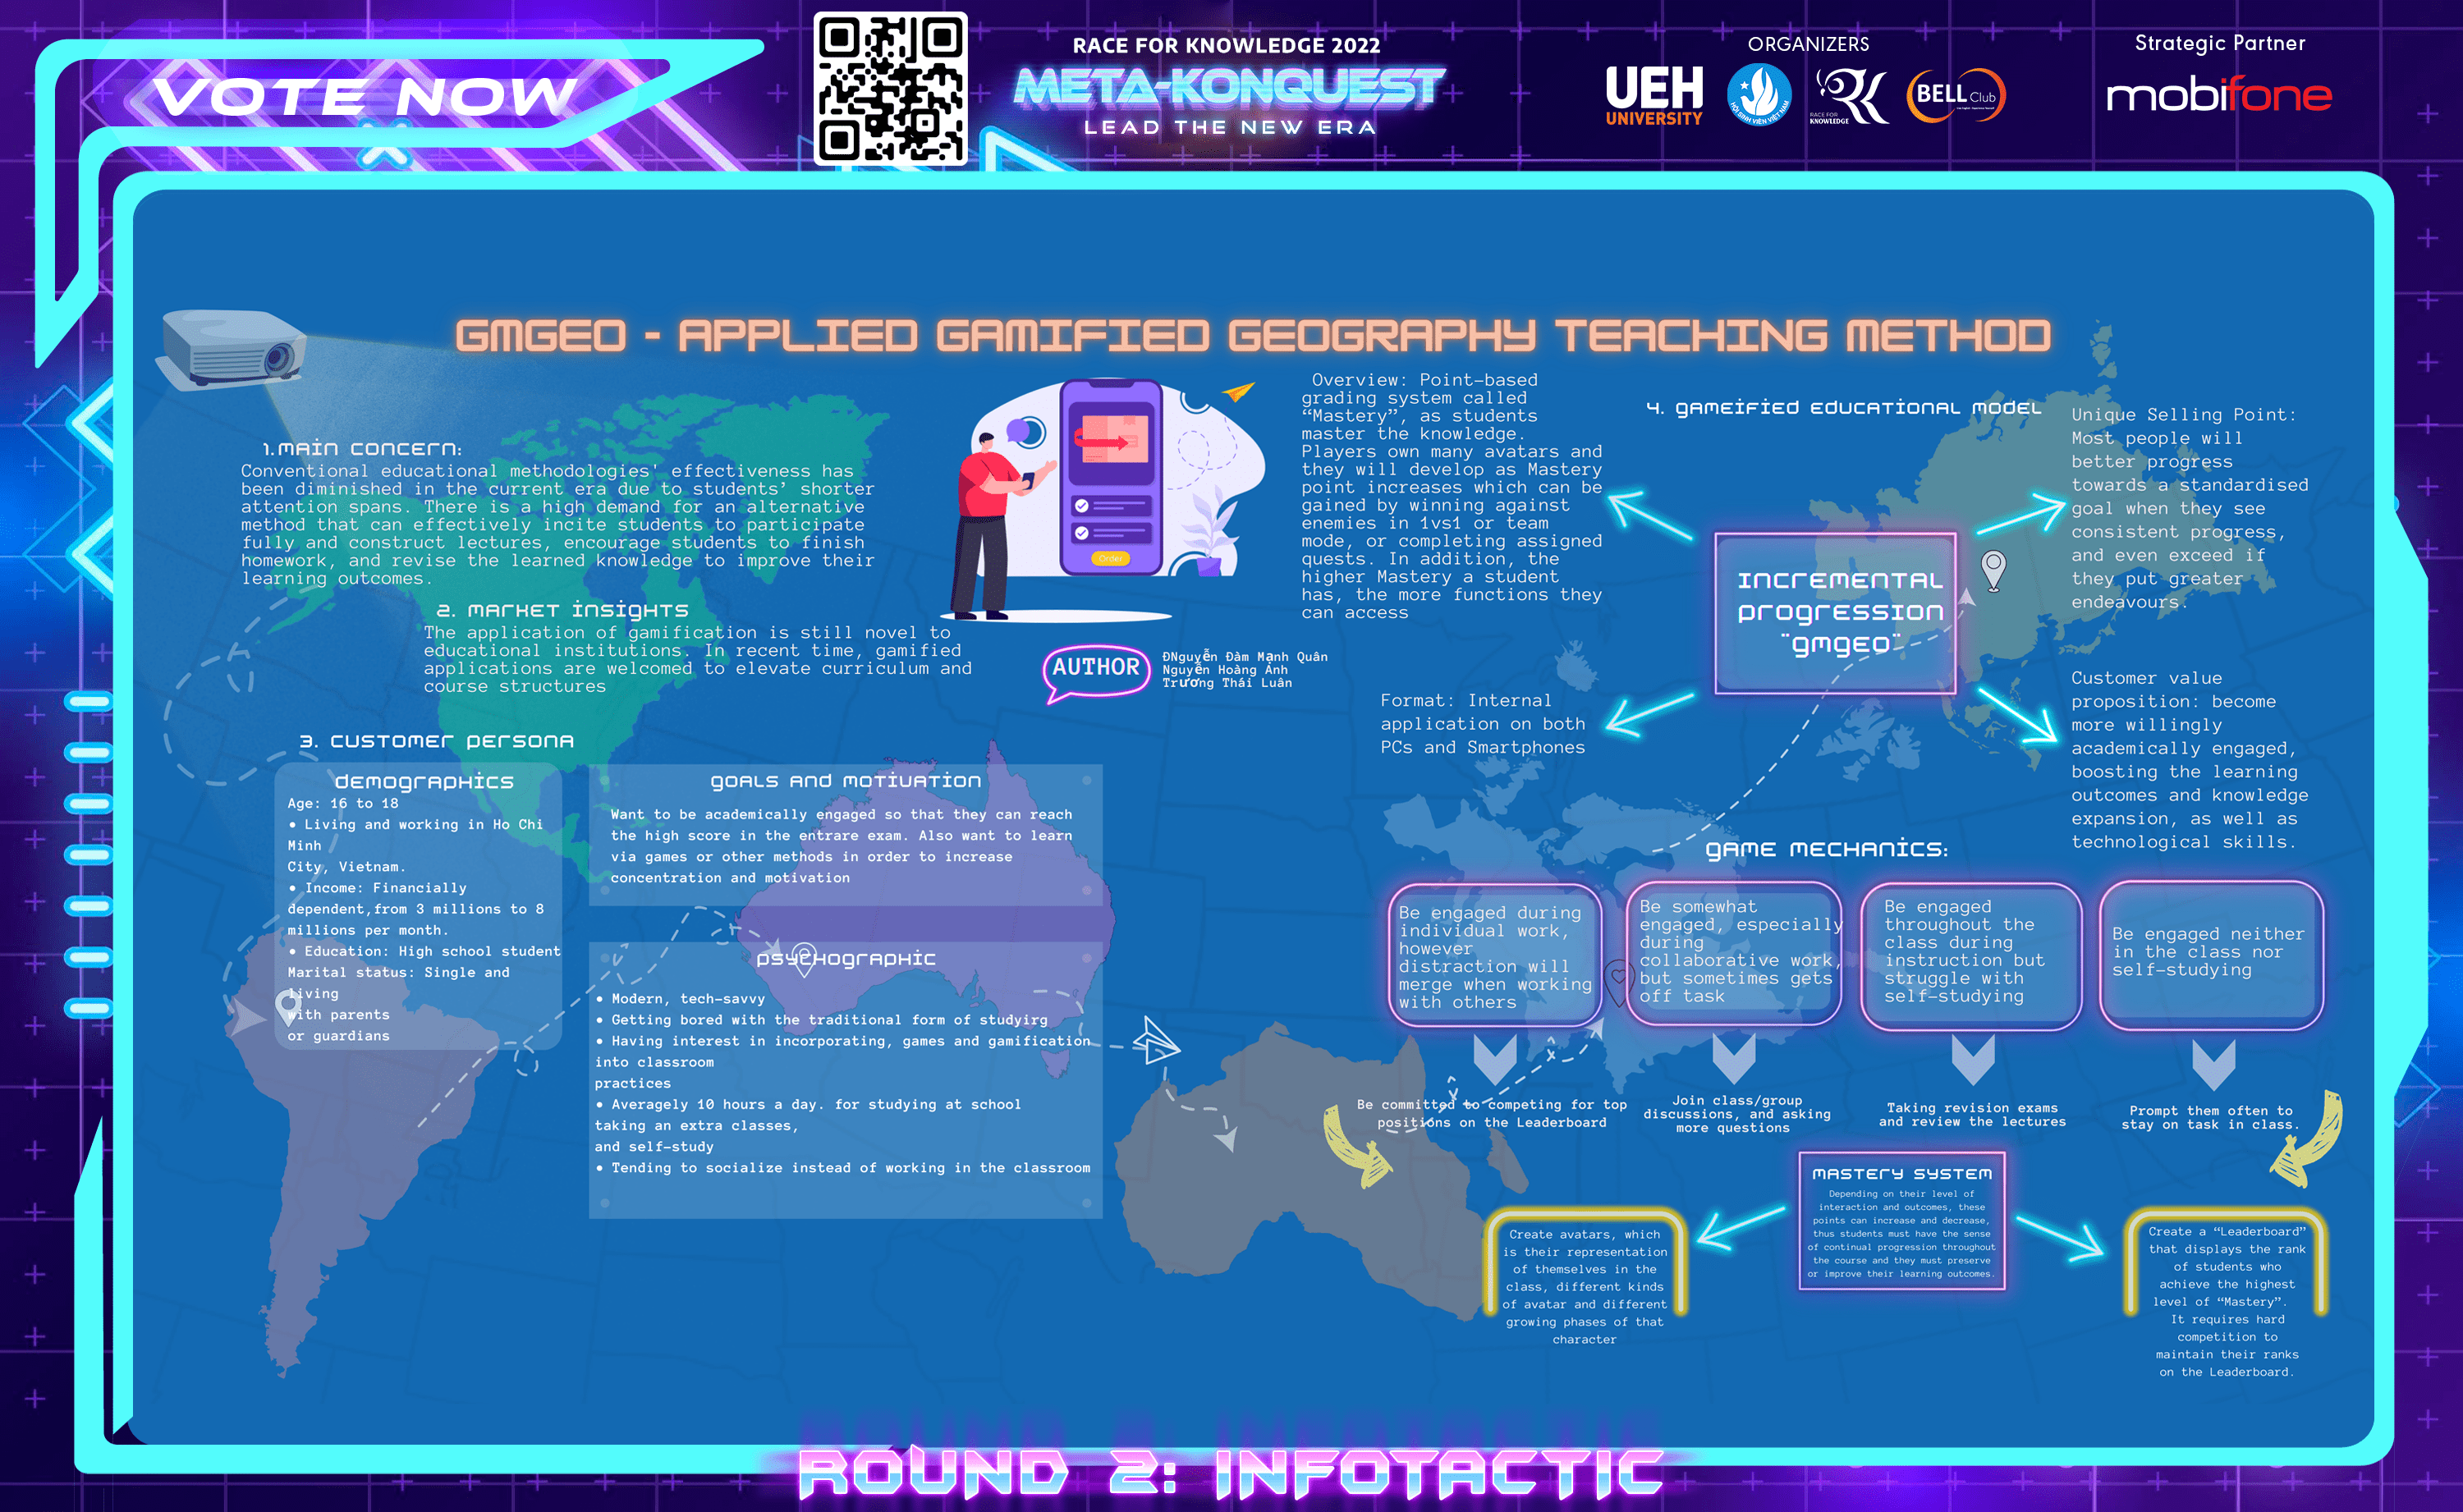 VOTE NOW
RACE FOR KNOWLEDGE 2022
META-KONQUEST
LEAD THE NEW ERA
ORGANIZERS
UEH
UNIVERSITY
HỘI SINH VIÊN VIỆT NAM
RK
RACE FOR
KNOWLEDGE
BELL Club
Strategic Partner
mobifone
GMGEO - APPLIED GAMIFIED GEOGRAPHY TEACHING METHOD
1.MAIN CONCERN:
Conventional educational methodologies' effectiveness has
been diminished in the current era due to students’ shorter
attention spans. There is a high demand for an alternative
method that can effectively incite students to participate
fully and construct lectures, encourage students to finish
homework, and revise the learned knowledge to improve their
learning outcomes.
2. MARKET INSIGHTS
The application of gamification is still novel to
educational institutions. In recent time, gamified
applications are welcomed to elevate curriculum and
course structures
3. CUSTOMER PERSONA
DEMOGRAPHICS
Age: 16 to 18
• Living and working in Ho Chi
Minh
City, Vietnam.
• Income: Financially
dependent,from 3 millions to 8
millions per month.
• Education: High school student
Marital status: Single and
living
with parents
or guardians
GOALS AND MOTIVATION
Want to be academically engaged so that they can reach
the high score in the entrare exam. Also want to learn
via games or other methods in order to increase
concentration and motivation
PSYCHOGRAPHIC
• Modern, tech-savvy
• Getting bored with the traditional form of studyirg
• Having interest in incorporating, games and gamification
into classroom
practices
• Averagely 10 hours a day. for studying at school
taking an extra classes,
and self-study
• Tending to socialize instead of working in the classroom
Order
AUTHOR
ĐNguyễn Đàm Mạnh Quân
Nguyễn Hoàng Anh
Trương Thái Luân
Overview: Point-based
grading system called
“Mastery”, as students
master the knowledge.
Players own many avatars and
they will develop as Mastery
point increases which can be
gained by winning against
enemies in 1vs1 or team
mode, or completing assigned
quests. In addition, the
higher Mastery a student
has, the more functions they
can access
4. GAMEIFIED EDUCATIONAL MODEL
INCREMENTAL
PROGRESSION
"GMGEO"
Unique Selling Point:
Most people will
better progress
towards a standardised
goal when they see
consistent progress,
and even exceed if
they put greater
endeavours.
Format: Internal
application on both
PCs and Smartphones
Customer value
proposition: become
more willingly
academically engaged,
boosting the learning
outcomes and knowledge
expansion, as well as
technological skills.
GAME MECHANICS:
Be engaged during
individual work,
however
distraction will
merge when working
with others
Be somewhat
engaged, especially
during
collaborative work,
but sometimes gets
off task
Be engaged
throughout the
class during
instruction but
struggle with
self-studying
Be engaged neither
in the class nor
self-studying
Be committed to competing for top
positions on the Leaderboard
Join class/group
discussions, and asking
more questions
Taking revision exams
and review the lectures
Prompt them often to
stay on task in class.
MASTERY SYSTEM
Depending on their level of
interaction and outcomes, these
points can increase and decrease,
thus students must have the sense
of continual progression throughout
the course and they must preserve
or improve their learning outcomes.
Create avatars, which
is their representation
of themselves in the
class, different kinds
of avatar and different
growing phases of that
character
Create a “Leaderboard”
that displays the rank
of students who
achieve the highest
level of “Mastery”.
It requires hard
competition to
maintain their ranks
on the Leaderboard.
ROUND 2: INFOTACTIC